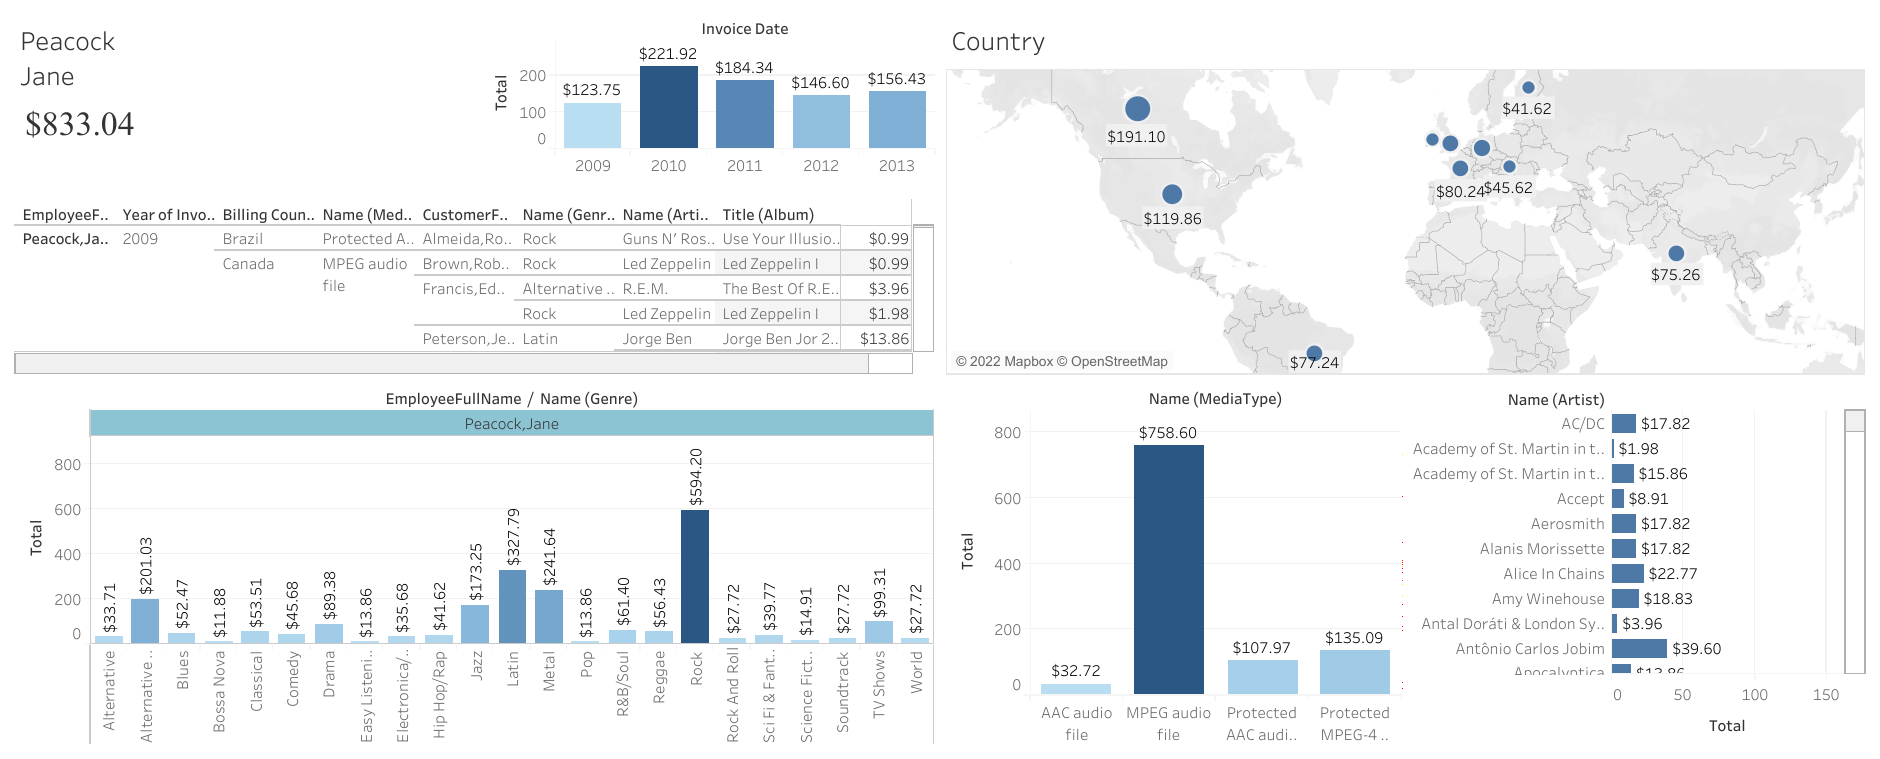 Peacock
Jane
$833.04
Invoice Date
Total
200
100
0
$123.75
$221.92
$184.34
$146.60
$156.43
2009 2010 2011 2012 2013
Country
$191.10
$119.86
$41.62
$80.24 $45.62
$75.26
$77.24
© 2022 Mapbox © OpenStreetMap
EmployeeF.. Year of Invo.. Billing Coun.. Name (Med.. CustomerF.. Name (Genr.. Name (Arti.. Title (Album)
Peacock,Ja.. 2009 Brazil Protected A.. Almeida,Ro.. Rock Guns N’ Ros.. Use Your Illusio.. $0.99
Canada MPEG audio file Brown,Rob.. Rock Led Zeppelin Led Zeppelin I $0.99
Francis,Ed.. Alternative .. R.E.M. The Best Of R.E.. $3.96
Rock Led Zeppelin Led Zeppelin I $1.98
Peterson,Je.. Latin Jorge Ben Jorge Ben Jor 2.. $13.86
EmployeeFullName / Name (Genre)
Peacock,Jane
Total
800
600
400
200
0
$33.71
$201.03
$52.47
$11.88
$53.51
$45.68
$89.38
$13.86
$35.68
$41.62
$173.25
$327.79
$241.64
$13.86
$61.40
$56.43
$594.20
$27.72
$39.77
$14.91
$27.72
$99.31
$27.72
Alternative
Alternative ..
Blues
Bossa Nova
Classical
Comedy
Drama
Easy Listeni..
Electronica/..
Hip Hop/Rap
Jazz
Latin
Metal
Pop
R&B/Soul
Reggae
Rock
Rock And Roll
Sci Fi & Fant..
Science Fict..
Soundtrack
TV Shows
World
Name (MediaType)
Total
800
600
400
200
0
$32.72
$758.60
$107.97
$135.09
AAC audio file
MPEG audio file
Protected AAC audi..
Protected MPEG-4 ..
Name (Artist)
AC/DC $17.82
Academy of St. Martin in t.. $1.98
Academy of St. Martin in t.. $15.86
Accept $8.91
Aerosmith $17.82
Alanis Morissette $17.82
Alice In Chains $22.77
Amy Winehouse $18.83
Antal Doráti & London Sy.. $3.96
Antônio Carlos Jobim $39.60
Apocalyptica $13.86
0 50 100 150
Total